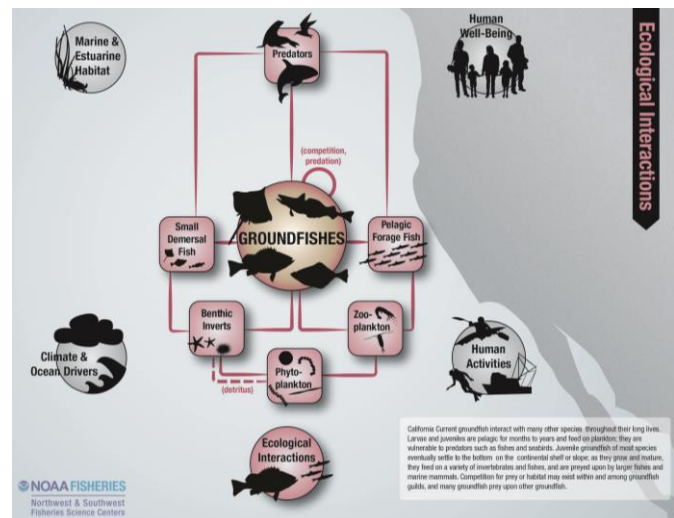 Marine &
Estuarine
Habitat
Predators
Human
Well-Being
Ecological Interactions
(competition,
predation)
Small
Demersal
Fish
GROUNDFISHES
Pelagic
Forage Fish
Benthic
Inverts
Zoo-
plankton
Climate &
Ocean Drivers
Phyto-
plankton
(detritus)
Human
Activities
Ecological
Interactions
California Current groundfish interact with many other species throughout their long lives.
Larvae and juveniles are pelagic for months to years and feed on plankton; they are
vulnerable to predators such as fishes and seabirds. Juvenile groundfish of most species
eventually settle to the bottom on the continental shelf or slope; as they grow and mature,
they feed on a variety of invertebrates and fishes, and are preyed upon by larger fishes and
marine mammals. Competition for prey or habitat may exist within and among groundfish
guilds, and many groundfish prey upon other groundfish.
NOAA FISHERIES
Northwest & Southwest
Fisheries Science Centers